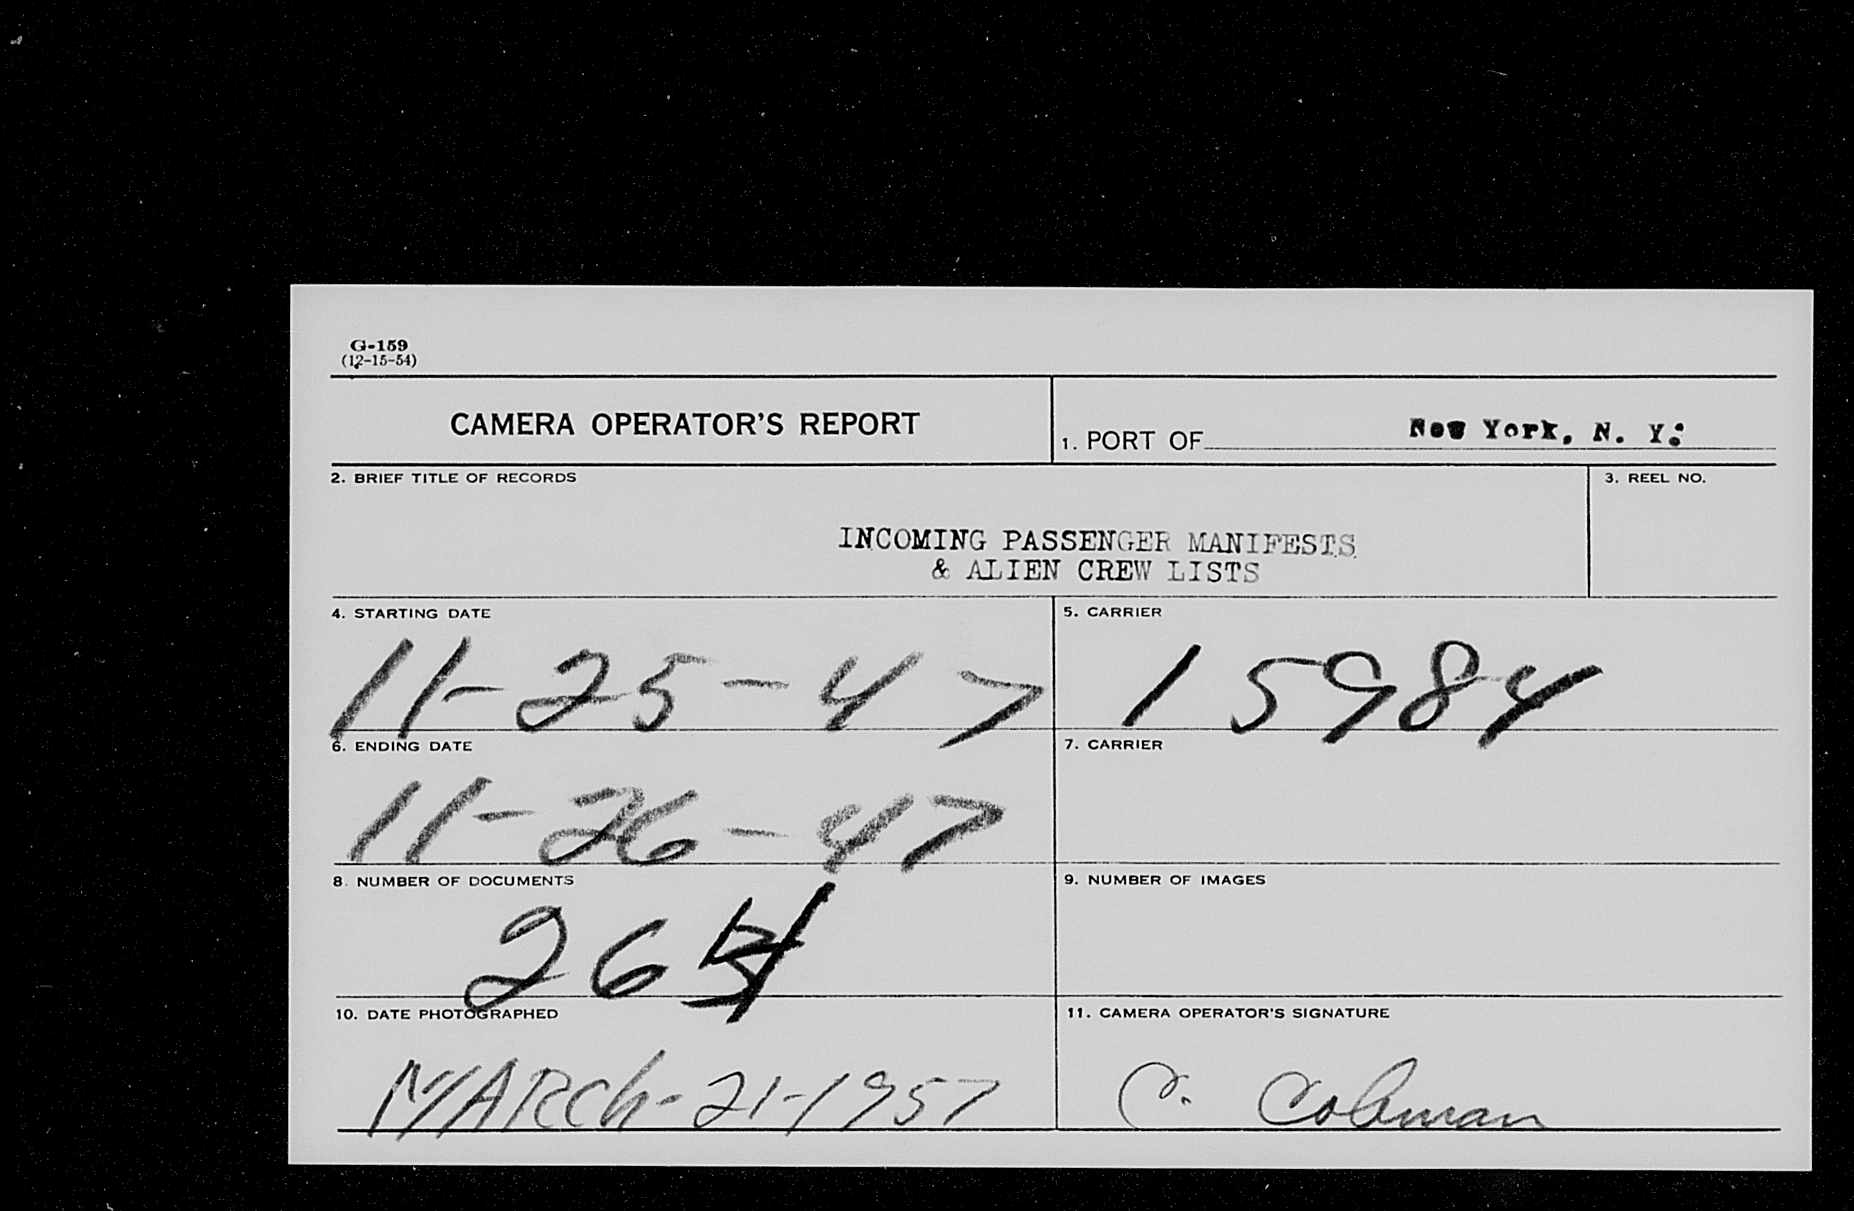 G-159
(12-15-54)
CAMERA OPERATOR'S REPORT
1. PORT OF New York, N. Y.
2. BRIEF TITLE OF RECORDS
3. REEL NO.
INCOMING PASSENGER MANIFESTS
& ALIEN CREW LISTS
4. STARTING DATE
5. CARRIER
11-25-47
15984
6. ENDING DATE
7. CARRIER
11-26-47
8. NUMBER OF DOCUMENTS
9. NUMBER OF IMAGES
10. DATE PHOTOGRAPHED
11. CAMERA OPERATOR'S SIGNATURE
MARCh-21-1957
C. Colman